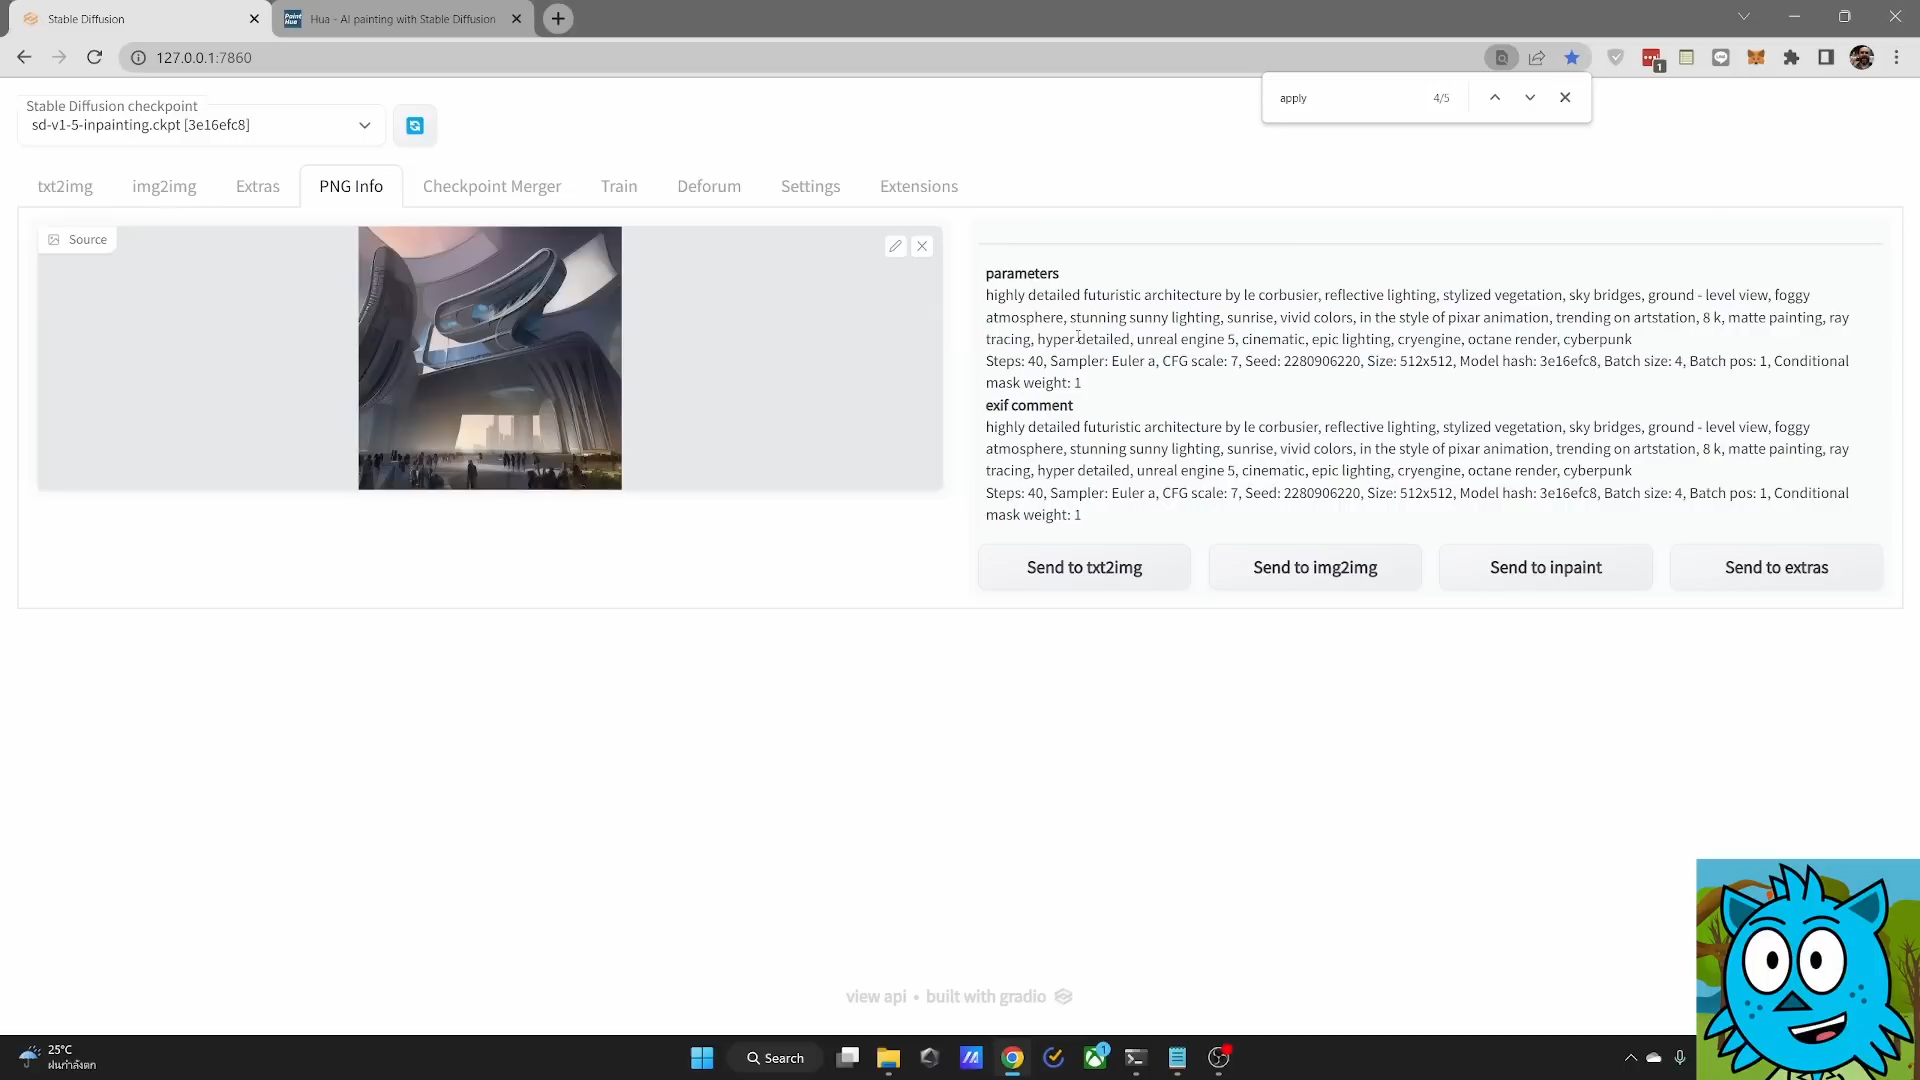 Stable Diffusion
Hua - AI painting with Stable Diffusion
127.0.0.1:7860
1
apply
4/5
Stable Diffusion checkpoint
sd-v1-5-inpainting.ckpt [3e16efc8]
txt2img
img2img
Extras
PNG Info
Checkpoint Merger
Train
Deforum
Settings
Extensions
Source
parameters
highly detailed futuristic architecture by le corbusier, reflective lighting, stylized vegetation, sky bridges, ground - level view, foggy
atmosphere, stunning sunny lighting, sunrise, vivid colors, in the style of pixar animation, trending on artstation, 8 k, matte painting, ray
tracing, hyper detailed, unreal engine 5, cinematic, epic lighting, cryengine, octane render, cyberpunk
Steps: 40, Sampler: Euler a, CFG scale: 7, Seed: 2280906220, Size: 512x512, Model hash: 3e16efc8, Batch size: 4, Batch pos: 1, Conditional
mask weight: 1
exif comment
highly detailed futuristic architecture by le corbusier, reflective lighting, stylized vegetation, sky bridges, ground - level view, foggy
atmosphere, stunning sunny lighting, sunrise, vivid colors, in the style of pixar animation, trending on artstation, 8 k, matte painting, ray
tracing, hyper detailed, unreal engine 5, cinematic, epic lighting, cryengine, octane render, cyberpunk
Steps: 40, Sampler: Euler a, CFG scale: 7, Seed: 2280906220, Size: 512x512, Model hash: 3e16efc8, Batch size: 4, Batch pos: 1, Conditional
mask weight: 1
Send to txt2img
Send to img2img
Send to inpaint
Send to extras
view api • built with gradio
25°C
ฝนกำลังตก
Search
1